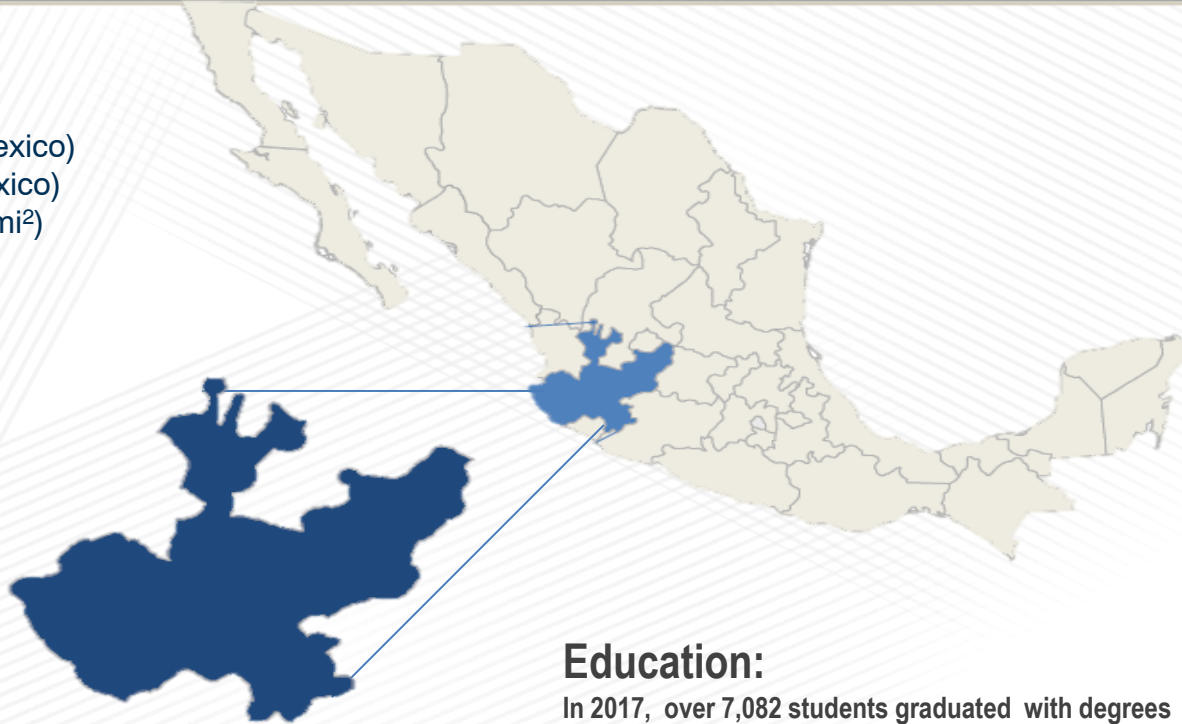 exico)
xico)
mi²)
Education:
In 2017,  over 7,082 students graduated  with degrees